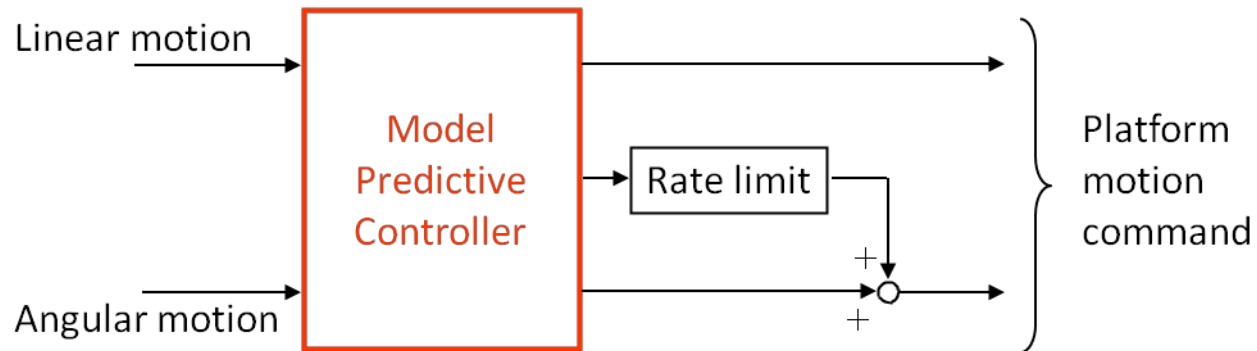 Linear motion
Model
Predictive
Controller
Rate limit
+
+
Angular motion
Platform
motion
command